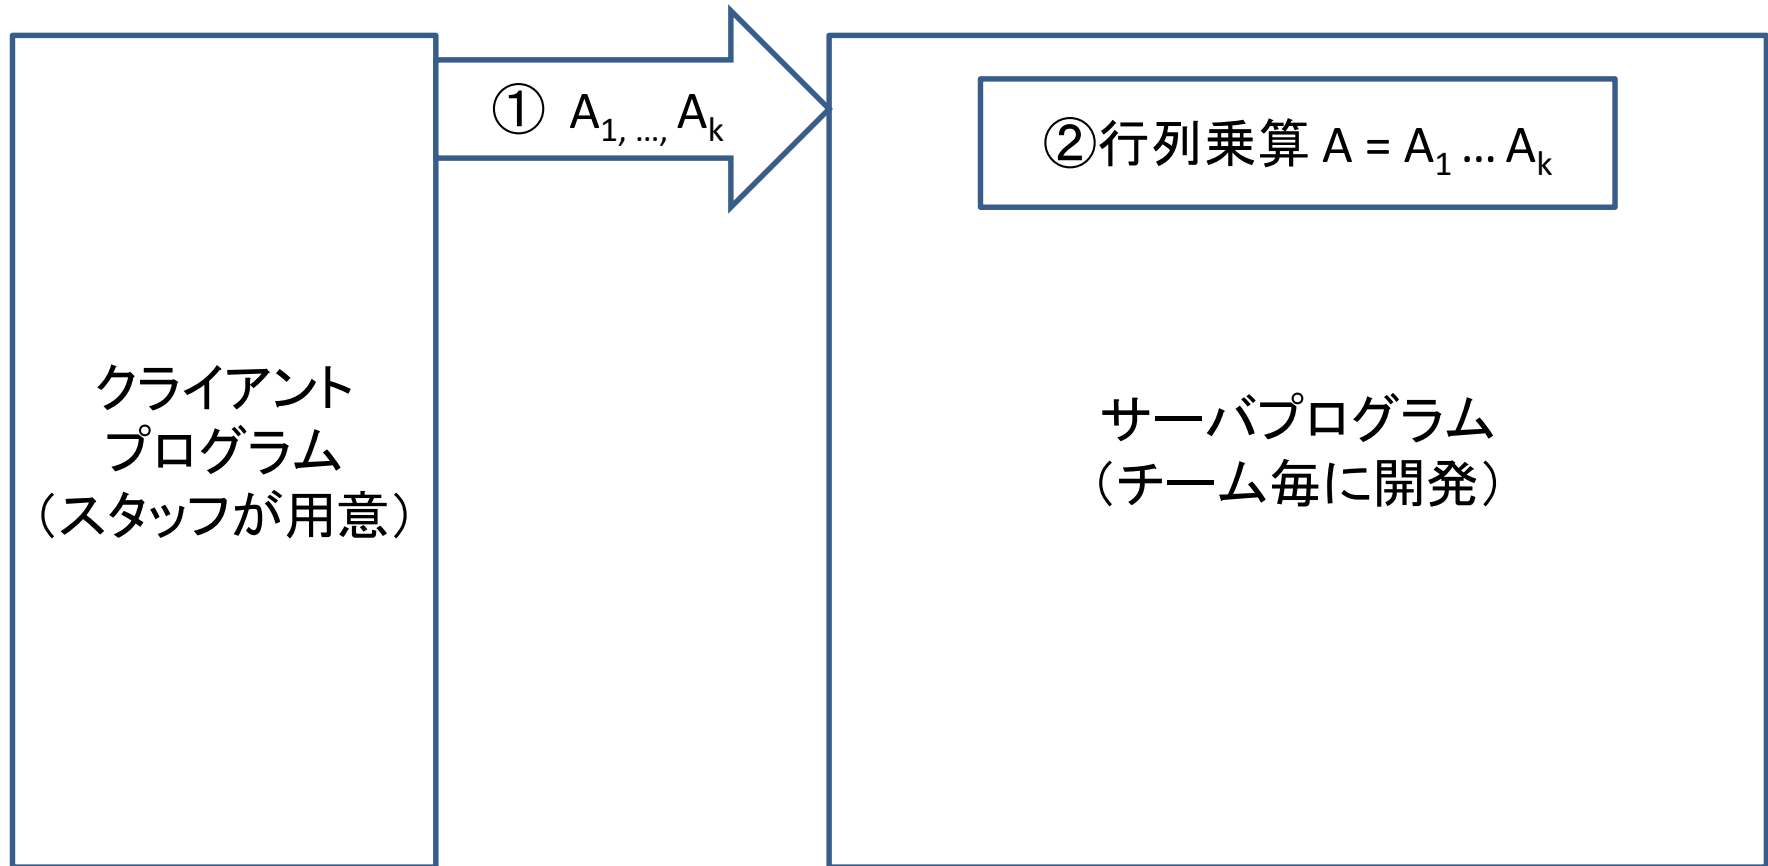 ① A₁, ..., Aₖ
②行列乗算 A = A₁ ... Aₖ
クライアント
プログラム
（スタッフが用意）
サーバプログラム
（チーム毎に開発）